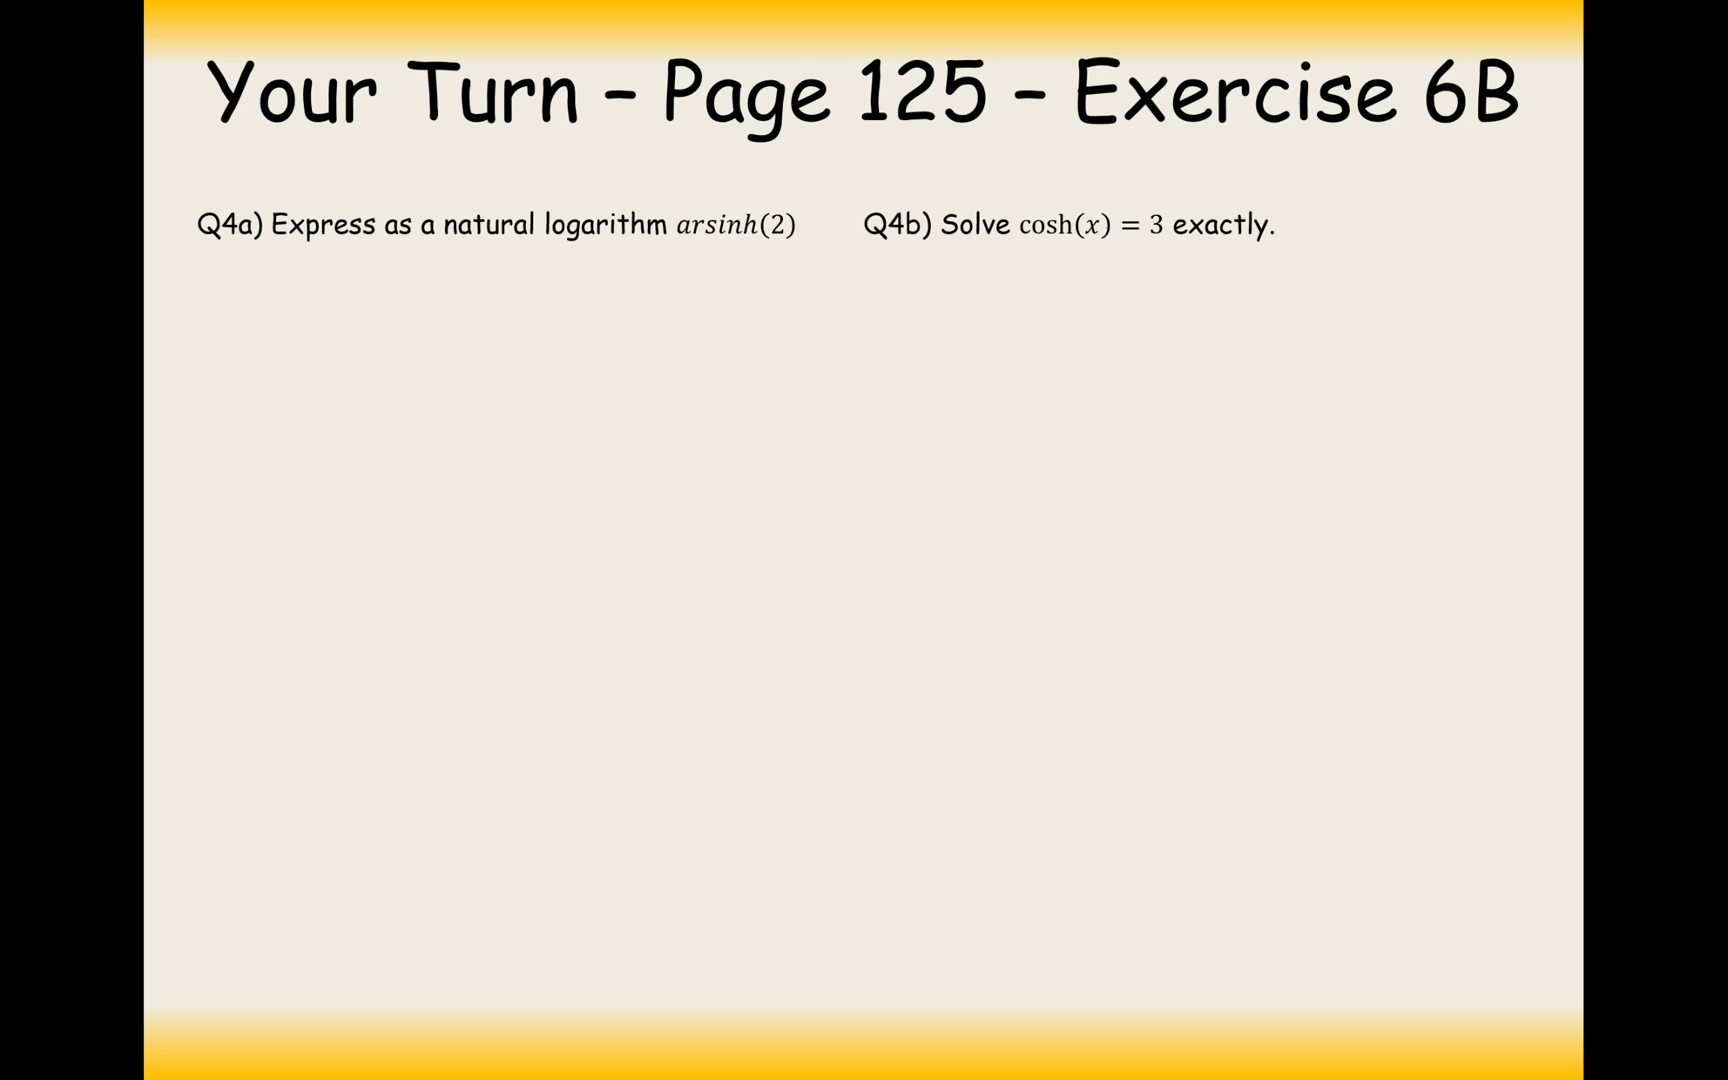 Your Turn – Page 125 – Exercise 6B
Q4a) Express as a natural logarithm arsinh(2)
Q4b) Solve cosh(x) = 3 exactly.